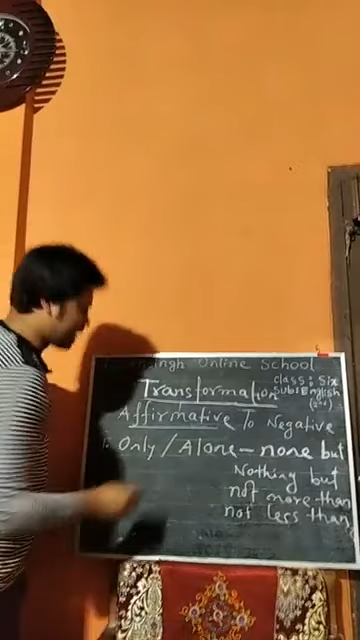 Online School
Transformation
Class: Six
Sub: English
(2nd)
Affirmative To Negative
1. Only / Alone – none but
Nothing but
not more than
not less than